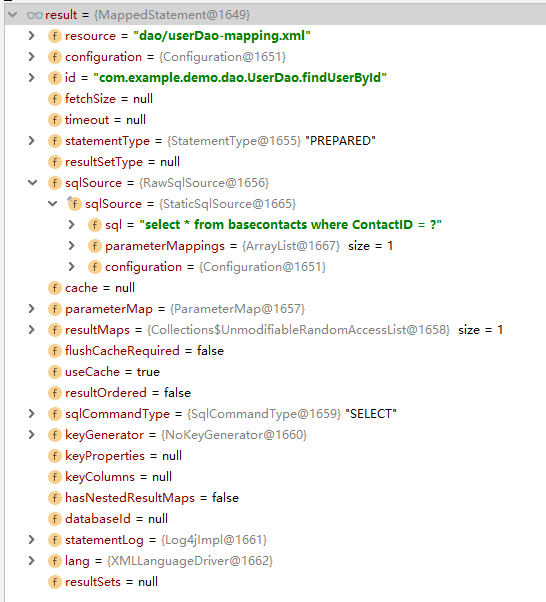 result = {MappedStatement@1649}
resource = "dao/userDao-mapping.xml"
configuration = {Configuration@1651}
id = "com.example.demo.dao.UserDao.findUserById"
fetchSize = null
timeout = null
statementType = {StatementType@1655} "PREPARED"
resultSetType = null
sqlSource = {RawSqlSource@1656}
sqlSource = {StaticSqlSource@1665}
sql = "select * from basecontacts where ContactID = ?"
parameterMappings = {ArrayList@1667} size = 1
configuration = {Configuration@1651}
cache = null
parameterMap = {ParameterMap@1657}
resultMaps = {Collections$UnmodifiableRandomAccessList@1658} size = 1
flushCacheRequired = false
useCache = true
resultOrdered = false
sqlCommandType = {SqlCommandType@1659} "SELECT"
keyGenerator = {NoKeyGenerator@1660}
keyProperties = null
keyColumns = null
hasNestedResultMaps = false
databaseId = null
statementLog = {Log4jImpl@1661}
lang = {XMLLanguageDriver@1662}
resultSets = null